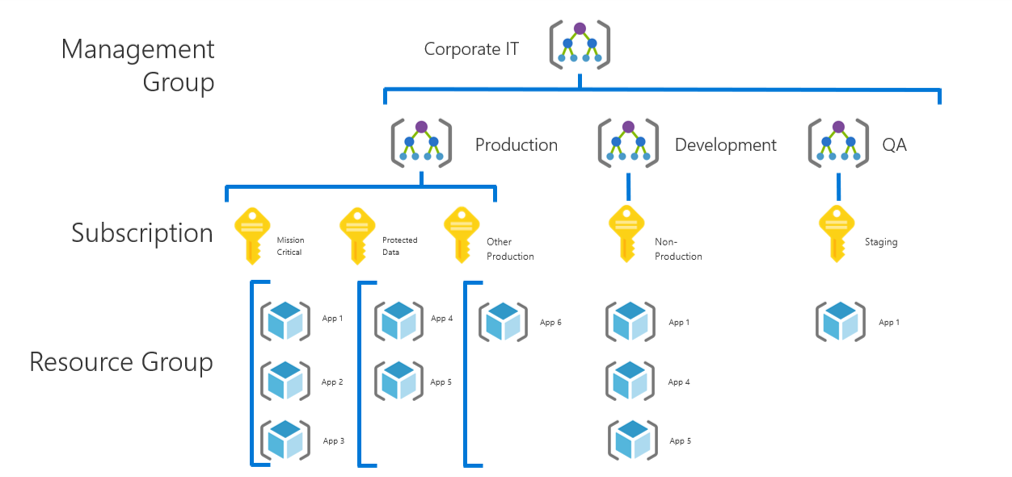 Management
Group
Corporate IT
Production
Development
QA
Subscription
Mission
Critical
Protected
Data
Other
Production
Non-
Production
Staging
Resource Group
App 1
App 4
App 6
App 1
App 1
App 2
App 5
App 4
App 3
App 5